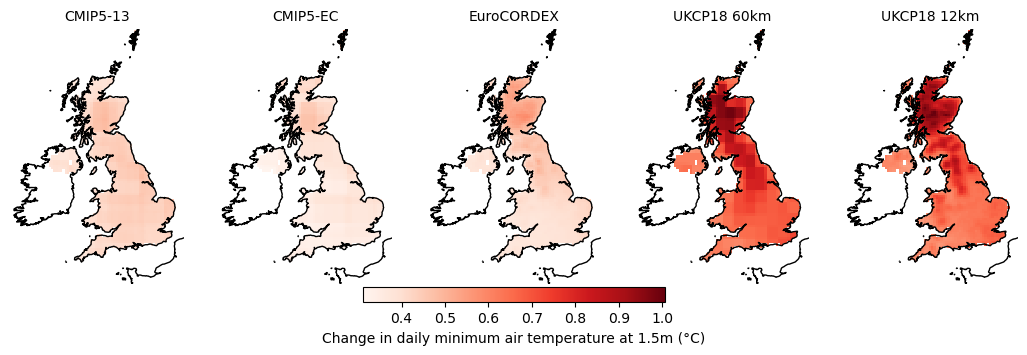 CMIP5-13 CMIP5-EC EuroCORDEX UKCP18 60km UKCP18 12km
0.4 0.5 0.6 0.7 0.8 0.9 1.0
Change in daily minimum air temperature at 1.5m (°C)